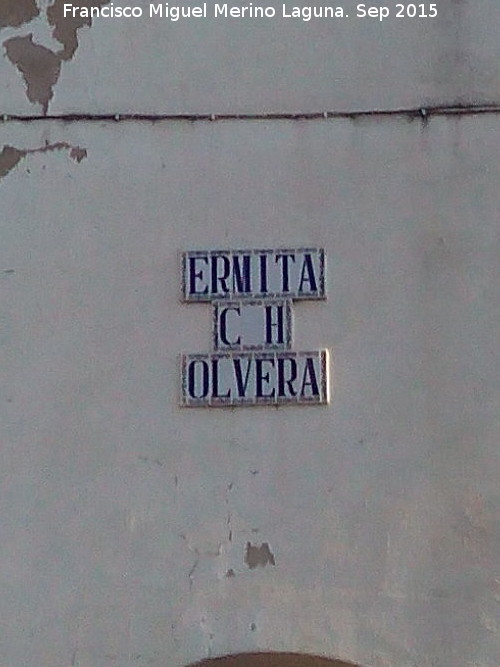 Francisco Miguel Merino Laguna. Sep 2015
ERMITA
C H
OLVERA